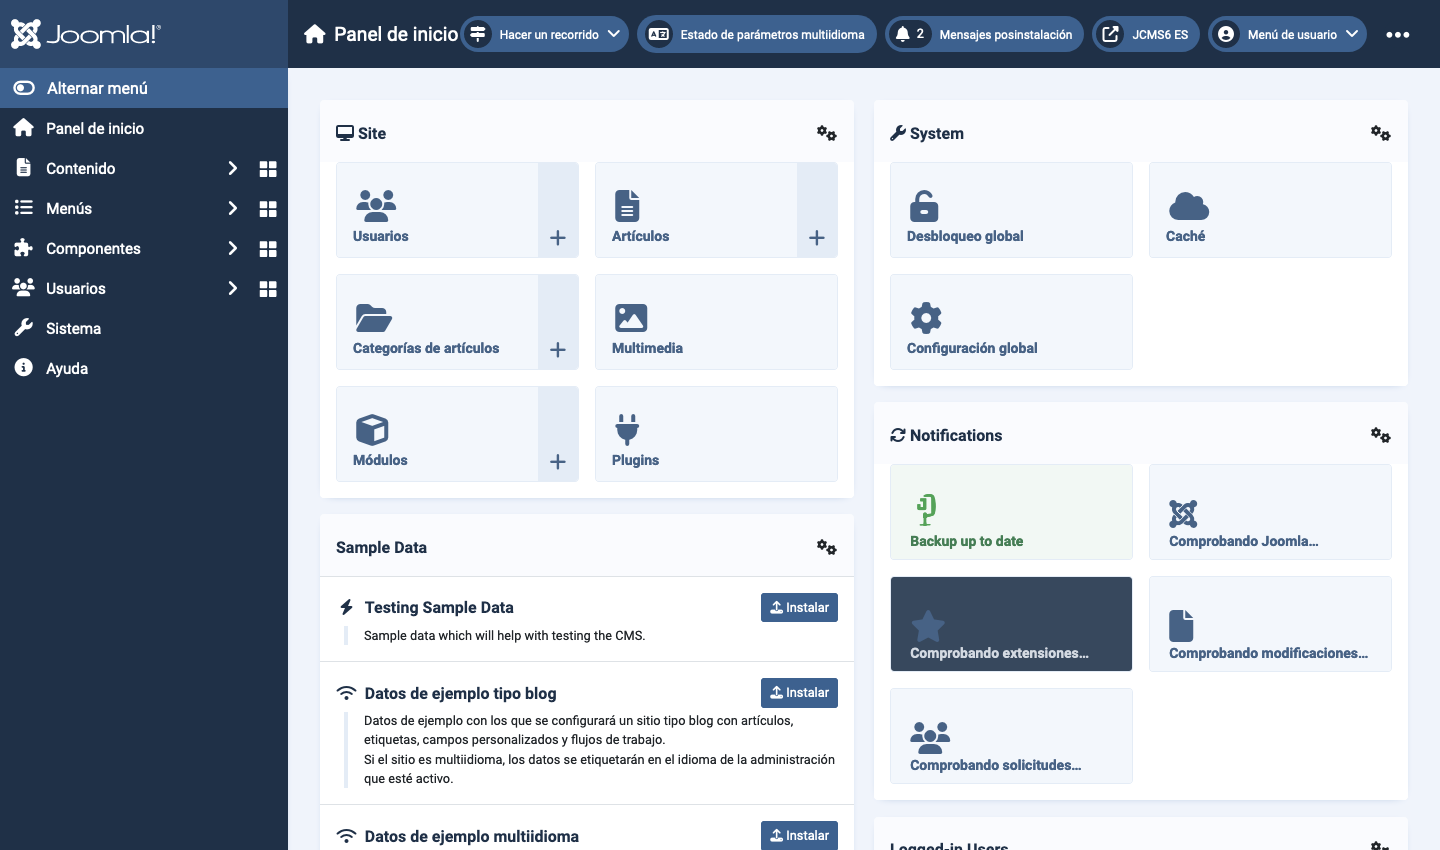 Joomla!®
Panel de inicio
Hacer un recorrido
Estado de parámetros multiidioma
2 Mensajes posinstalación
JCMS6 ES
Menú de usuario
Alternar menú
Panel de inicio
Contenido
Menús
Componentes
Usuarios
Sistema
Ayuda
Site
Usuarios
Artículos
Categorías de artículos
Multimedia
Módulos
Plugins
Sample Data
Testing Sample Data
Instalar
Sample data which will help with testing the CMS.
Datos de ejemplo tipo blog
Instalar
Datos de ejemplo con los que se configurará un sitio tipo blog con artículos,
etiquetas, campos personalizados y flujos de trabajo.
Si el sitio es multiidioma, los datos se etiquetarán en el idioma de la administración
que esté activo.
Datos de ejemplo multiidioma
Instalar
System
Desbloqueo global
Caché
Configuración global
Notifications
Backup up to date
Comprobando Joomla...
Comprobando extensiones...
Comprobando modificaciones...
Comprobando solicitudes...
Logged-in Users